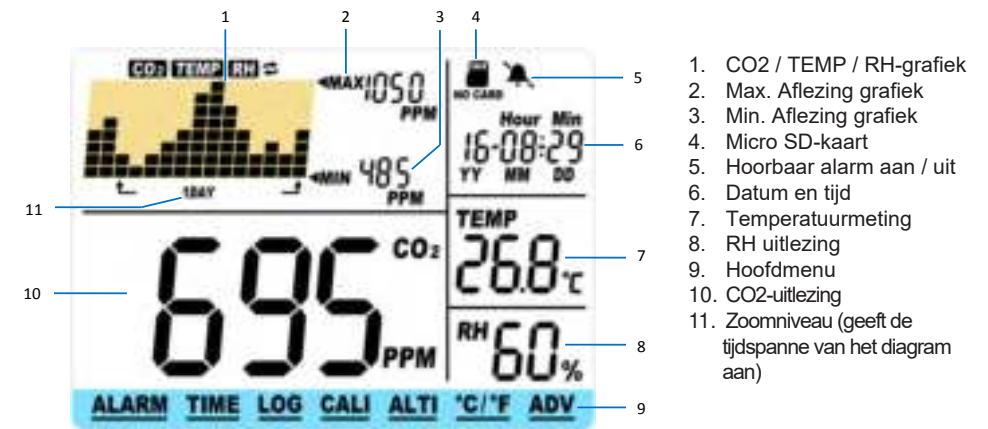 1 2 3 4
CO2 TEMP RH
◄MAX 1050
PPM
◄MIN 485
PPM
1DAY
11
NO CARD
5
Hour Min
16-08:29
YY MM DD
6
695 CO2
PPM
10
TEMP
26.8 °C
7
RH 60 %
8
ALARM TIME LOG CALI ALTI °C/°F ADV
9
1. CO2 / TEMP / RH-grafiek
2. Max. Aflezing grafiek
3. Min. Aflezing grafiek
4. Micro SD-kaart
5. Hoorbaar alarm aan / uit
6. Datum en tijd
7. Temperatuurmeting
8. RH uitlezing
9. Hoofdmenu
10. CO2-uitlezing
11. Zoomniveau (geeft de
tijdspanne van het diagram
aan)